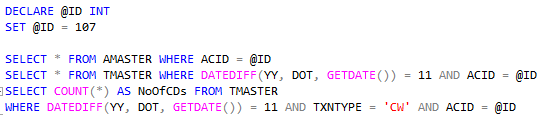 DECLARE @ID INT
SET @ID = 107
SELECT * FROM AMASTER WHERE ACID = @ID
SELECT * FROM TMASTER WHERE DATEDIFF(YY, DOT, GETDATE()) = 11 AND ACID = @ID
SELECT COUNT(*) AS NoOfCDs FROM TMASTER
WHERE DATEDIFF(YY, DOT, GETDATE()) = 11 AND TXNTYPE = 'CW' AND ACID = @ID